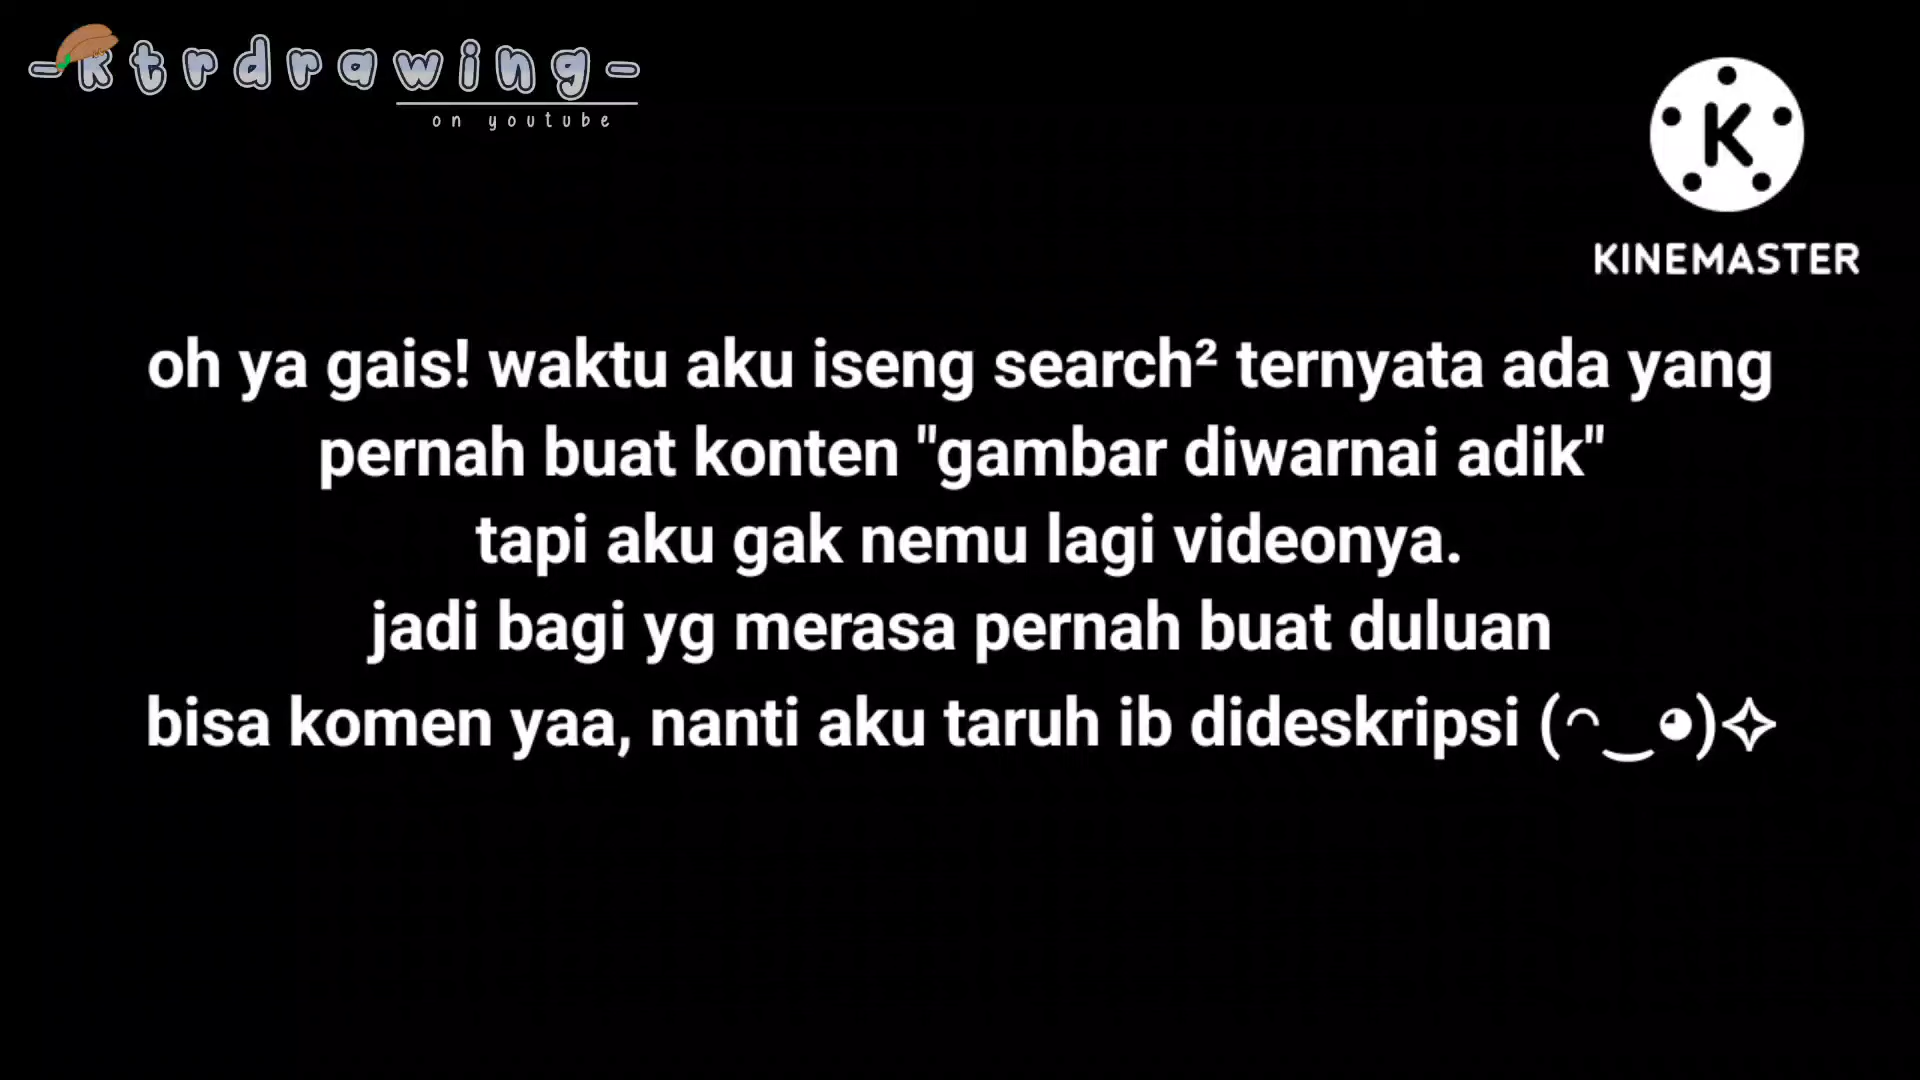 -ktrdrawing-
on youtube
K
KINEMASTER
oh ya gais! waktu aku iseng search² ternyata ada yang
pernah buat konten "gambar diwarnai adik"
tapi aku gak nemu lagi videonya.
jadi bagi yg merasa pernah buat duluan
bisa komen yaa, nanti aku taruh ib dideskripsi (◠‿◕)✧